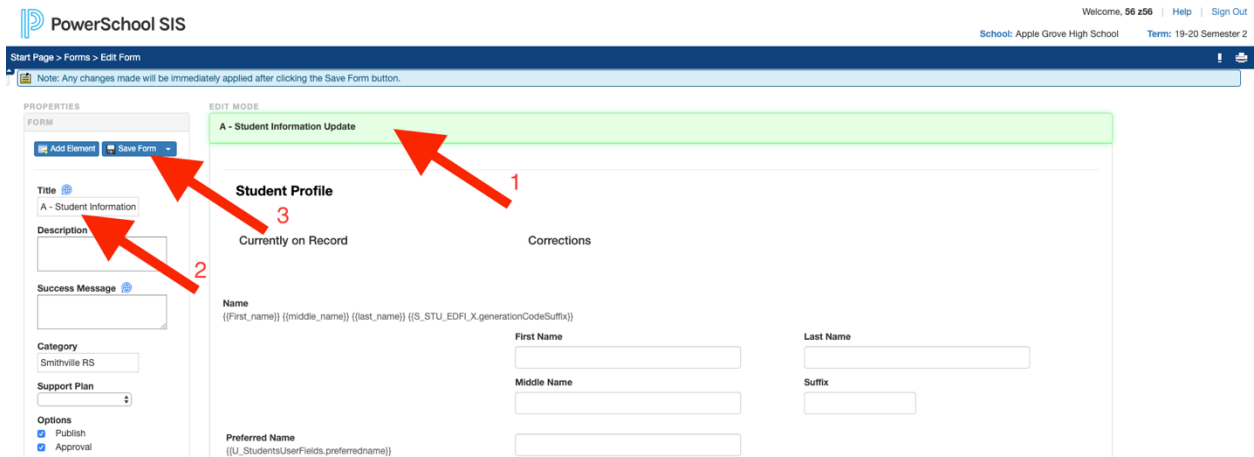 Welcome, 56 z56 | Help | Sign Out
PowerSchool SIS
School: Apple Grove High School Term: 19-20 Semester 2
Start Page > Forms > Edit Form
Note: Any changes made will be immediately applied after clicking the Save Form button.
PROPERTIES
FORM
Add Element Save Form
Title
A - Student Information
Description
Success Message
Category
Smithville RS
Support Plan
Options
Publish
Approval
EDIT MODE
A - Student Information Update
1
2
3
Student Profile
Currently on Record Corrections
Name
{{First_name}} {{middle_name}} {{last_name}} {{S_STU_EDFI_X.generationCodeSuffix}}
First Name Last Name
Middle Name Suffix
Preferred Name
{{U_StudentsUserFields.preferredname}}